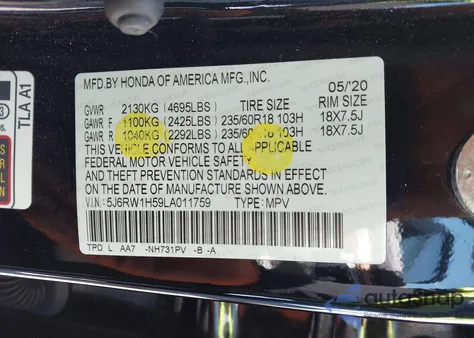 TLA A1
MFD.BY HONDA OF AMERICA MFG.,INC.
05/'20
GVWR 2130KG (4695LBS) TIRE SIZE RIM SIZE
GAWR F 1100KG (2425LBS) 235/60R18 103H 18X7.5J
GAWR R 1040KG (2292LBS) 235/60R18 103H 18X7.5J
THIS VEHICLE CONFORMS TO ALL APPLICABLE
FEDERAL MOTOR VEHICLE SAFETY
AND THEFT PREVENTION STANDARDS IN EFFECT
ON THE DATE OF MANUFACTURE SHOWN ABOVE.
V.I.N: 5J6RW1H59LA011759 TYPE: MPV
TPD L AA7 -NH731PV -B -A
autoSnap